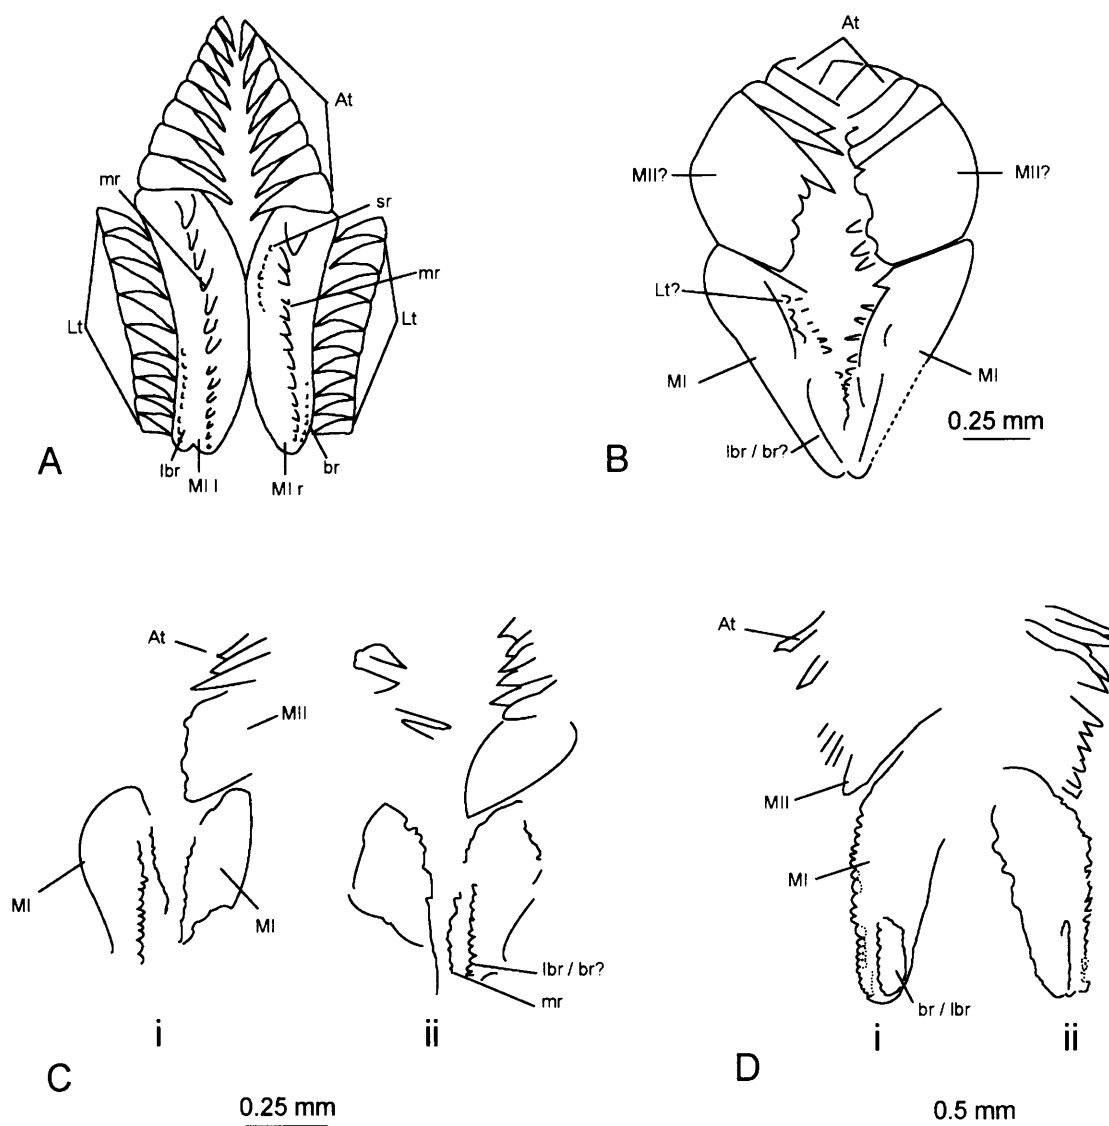 At
mr
sr
mr
Lt
Lt
A
lbr
MI l
MI r
br
At
MII?
MII?
Lt?
MI
MI
0.25 mm
B
lbr / br?
At
MII
MI
MI
lbr / br?
mr
i
ii
C
0.25 mm
At
MII
MI
br / lbr
i
ii
D
0.5 mm